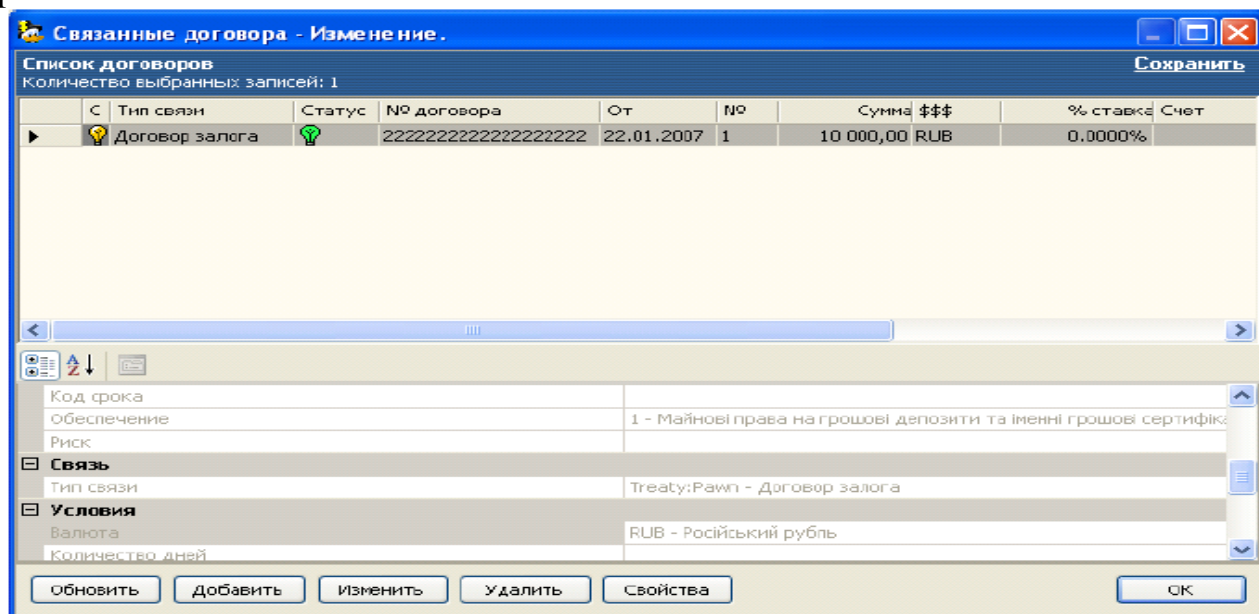 Связанные договора - Изменение.
Список договоров
Сохранить
Количество выбранных записей: 1
С Тип связи Статус № договора От № Сумма $$$ % ставка Счет
Договор залога 2222222222222222222 22.01.2007 1 10 000,00 RUB 0.0000%
Код срока
Обеспечение 1 - Майнові права на грошові депозити та іменні грошові сертифіка
Риск
Связь
Тип связи Treaty:Pawn - Договор залога
Условия
Валюта RUB - Російський рубль
Количество дней
Обновить Добавить Изменить Удалить Свойства OK